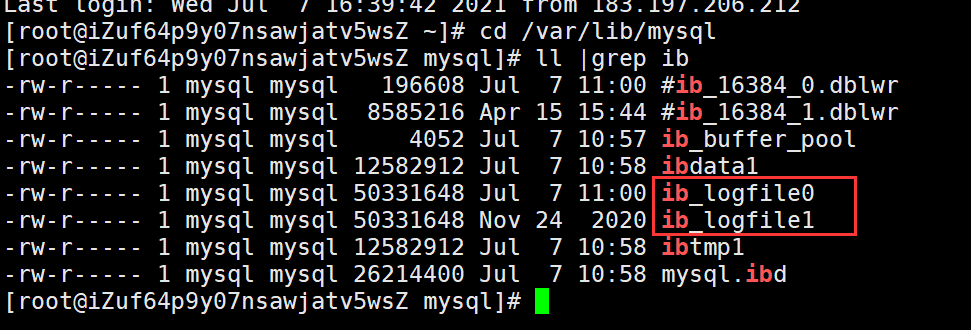 Last login: Wed Jul  7 16:39:42 2021 from 183.197.206.212
[root@iZuf64p9y07nsawjatv5wsZ ~]# cd /var/lib/mysql
[root@iZuf64p9y07nsawjatv5wsZ mysql]# ll |grep ib
-rw-r----- 1 mysql mysql   196608 Jul  7 11:00 #ib_16384_0.dblwr
-rw-r----- 1 mysql mysql  8585216 Apr 15 15:44 #ib_16384_1.dblwr
-rw-r----- 1 mysql mysql     4052 Jul  7 10:57 ib_buffer_pool
-rw-r----- 1 mysql mysql 12582912 Jul  7 10:58 ibdata1
-rw-r----- 1 mysql mysql 50331648 Jul  7 11:00 ib_logfile0
-rw-r----- 1 mysql mysql 50331648 Nov 24  2020 ib_logfile1
-rw-r----- 1 mysql mysql 12582912 Jul  7 10:58 ibtmp1
-rw-r----- 1 mysql mysql 26214400 Jul  7 10:58 mysql.ibd
[root@iZuf64p9y07nsawjatv5wsZ mysql]#